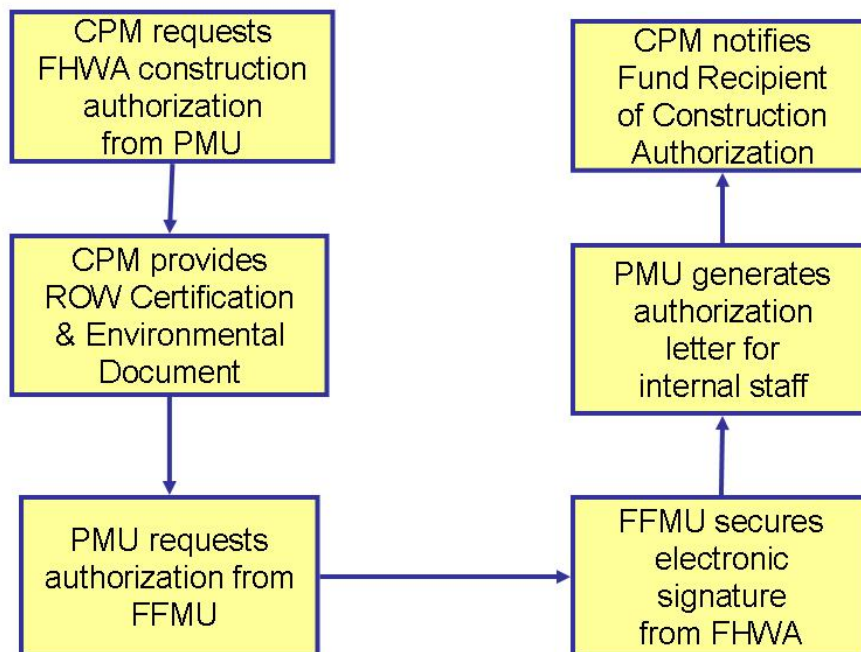 CPM requests
FHWA construction
authorization
from PMU
CPM provides
ROW Certification
& Environmental
Document
PMU requests
authorization from
FFMU
FFMU secures
electronic
signature
from FHWA
PMU generates
authorization
letter for
internal staff
CPM notifies
Fund Recipient
of Construction
Authorization